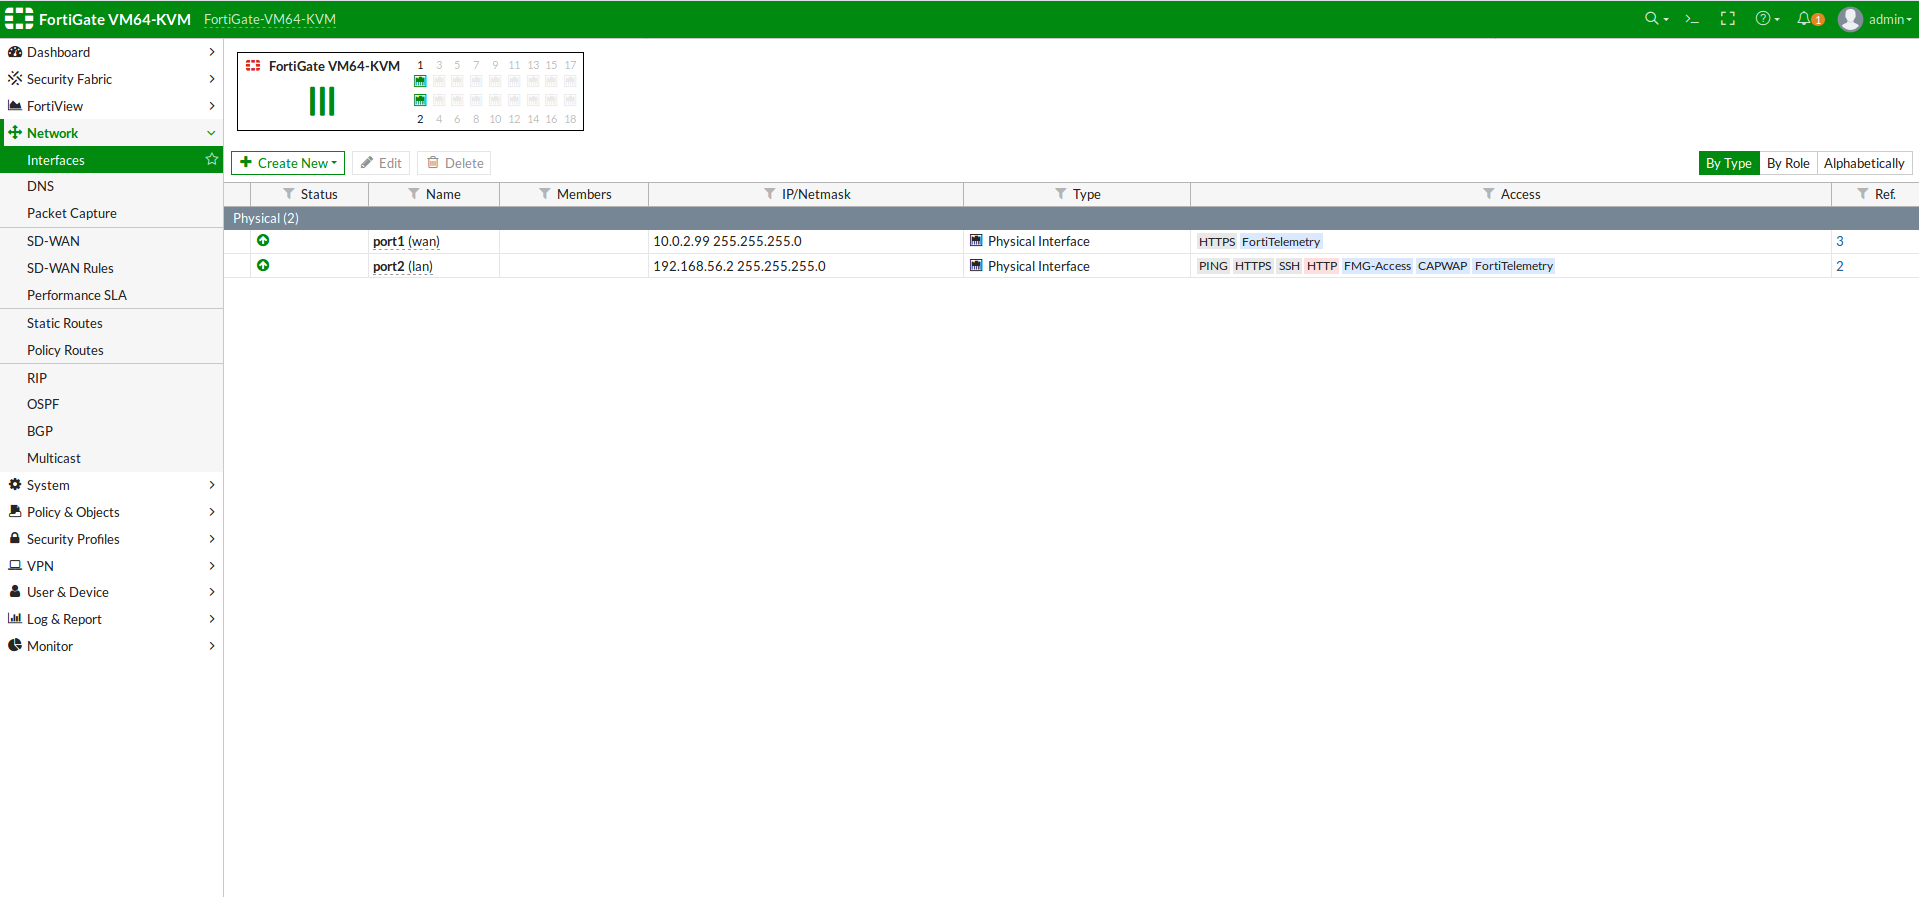 FortiGate VM64-KVM FortiGate-VM64-KVM 1 admin
Dashboard
Security Fabric
FortiView
Network
Interfaces
DNS
Packet Capture
SD-WAN
SD-WAN Rules
Performance SLA
Static Routes
Policy Routes
RIP
OSPF
BGP
Multicast
System
Policy & Objects
Security Profiles
VPN
User & Device
Log & Report
Monitor
FortiGate VM64-KVM 1 3 5 7 9 11 13 15 17
2 4 6 8 10 12 14 16 18
Create New Edit Delete By Type By Role Alphabetically
Status Name Members IP/Netmask Type Access Ref.
Physical (2)
port1 (wan) 10.0.2.99 255.255.255.0 Physical Interface HTTPS FortiTelemetry 3
port2 (lan) 192.168.56.2 255.255.255.0 Physical Interface PING HTTPS SSH HTTP FMG-Access CAPWAP FortiTelemetry 2